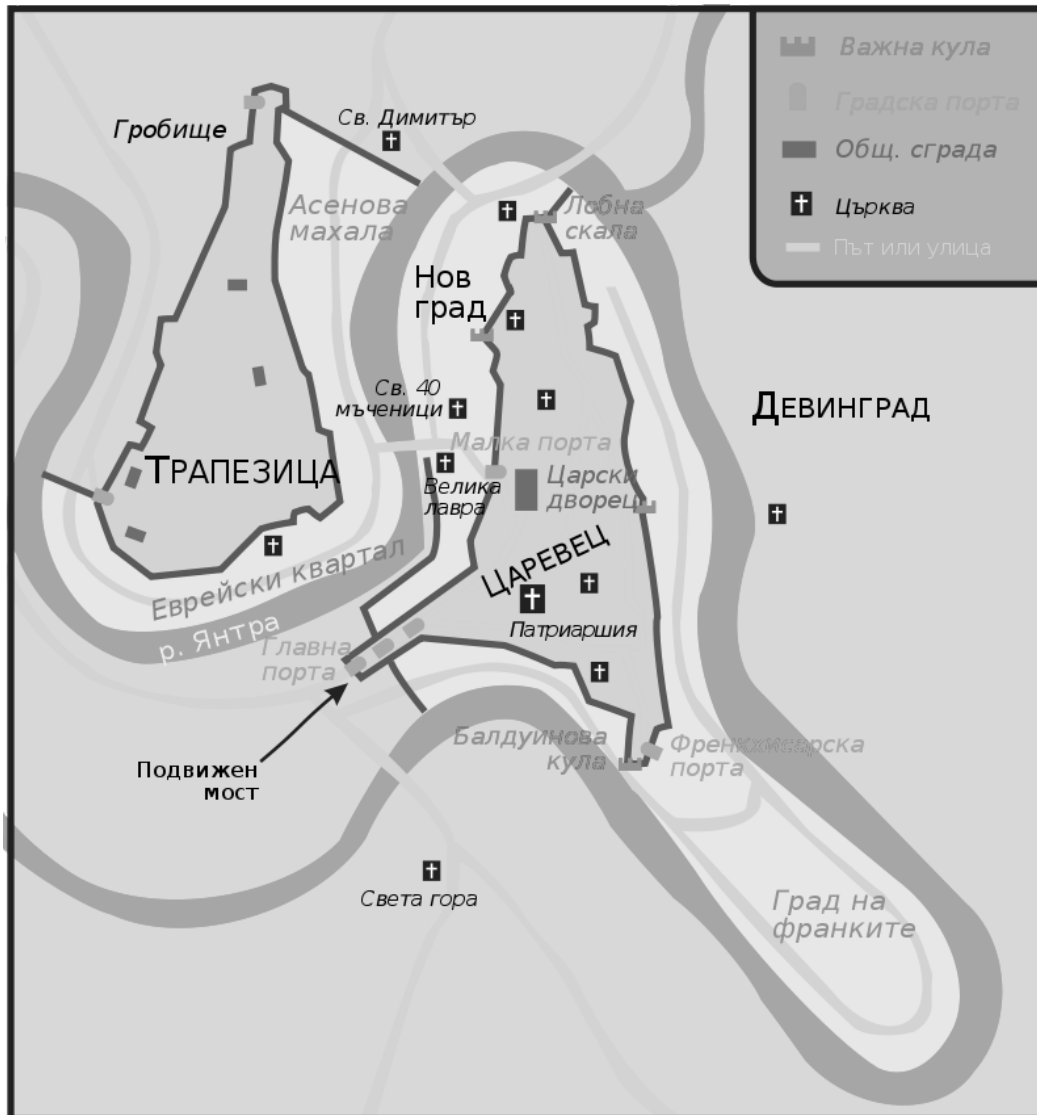 Важна кула
Градска порта
Общ. сграда
Църква
Път или улица
Св. Димитър
Гробище
Асенова
махала
Лобна
скала
Нов
град
Св. 40
мъченици
ДЕВИНГРАД
Малка порта
ТРАПЕЗИЦА
Велика
лавра
Царски
дворец
ЦАРЕВЕЦ
Еврейски квартал
р. Янтра
Патриаршия
Главна
порта
Балдуинова
кула
Френкхисарска
порта
Подвижен
мост
Света гора
Град на
франките